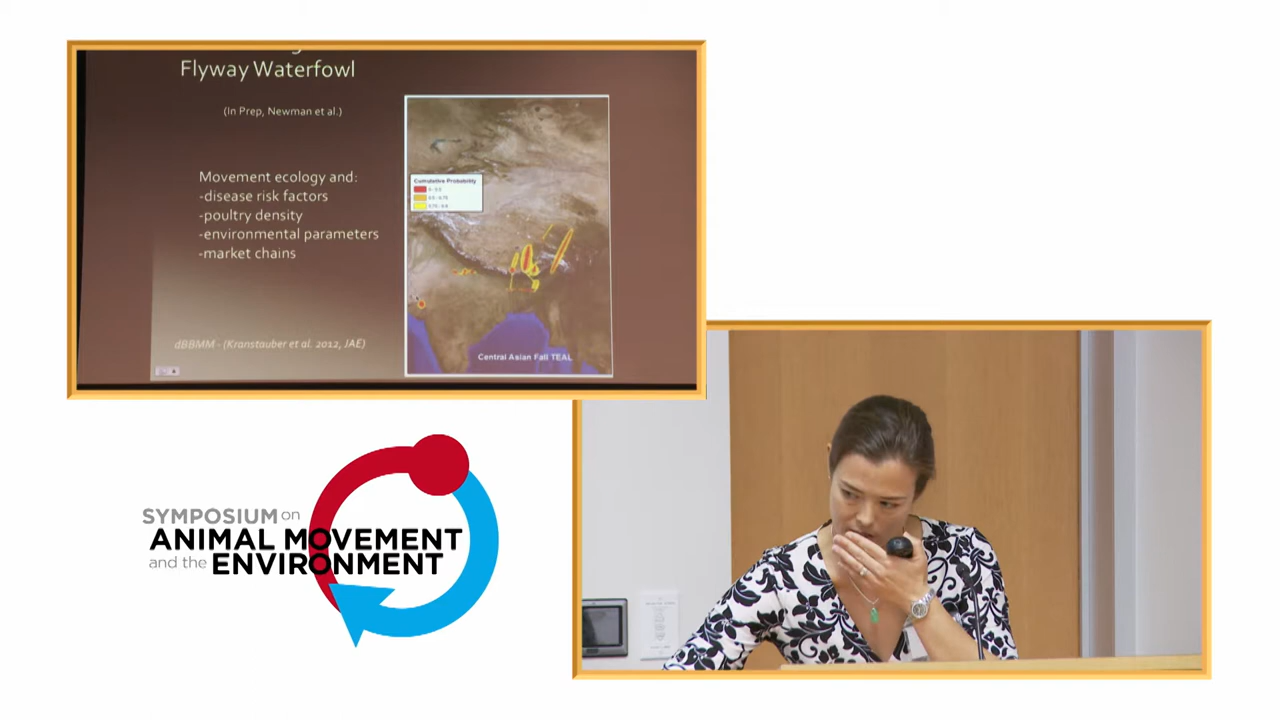 Flyway Waterfowl
(In Prep, Newman et al.)
Movement ecology and:
-disease risk factors
-poultry density
-environmental parameters
-market chains
Cumulative Probability
dBBMM - (Kranstauber et al. 2012, JAE)
Central Asian Fall TEAL
SYMPOSIUM on
ANIMAL MOVEMENT
and the ENVIRONMENT